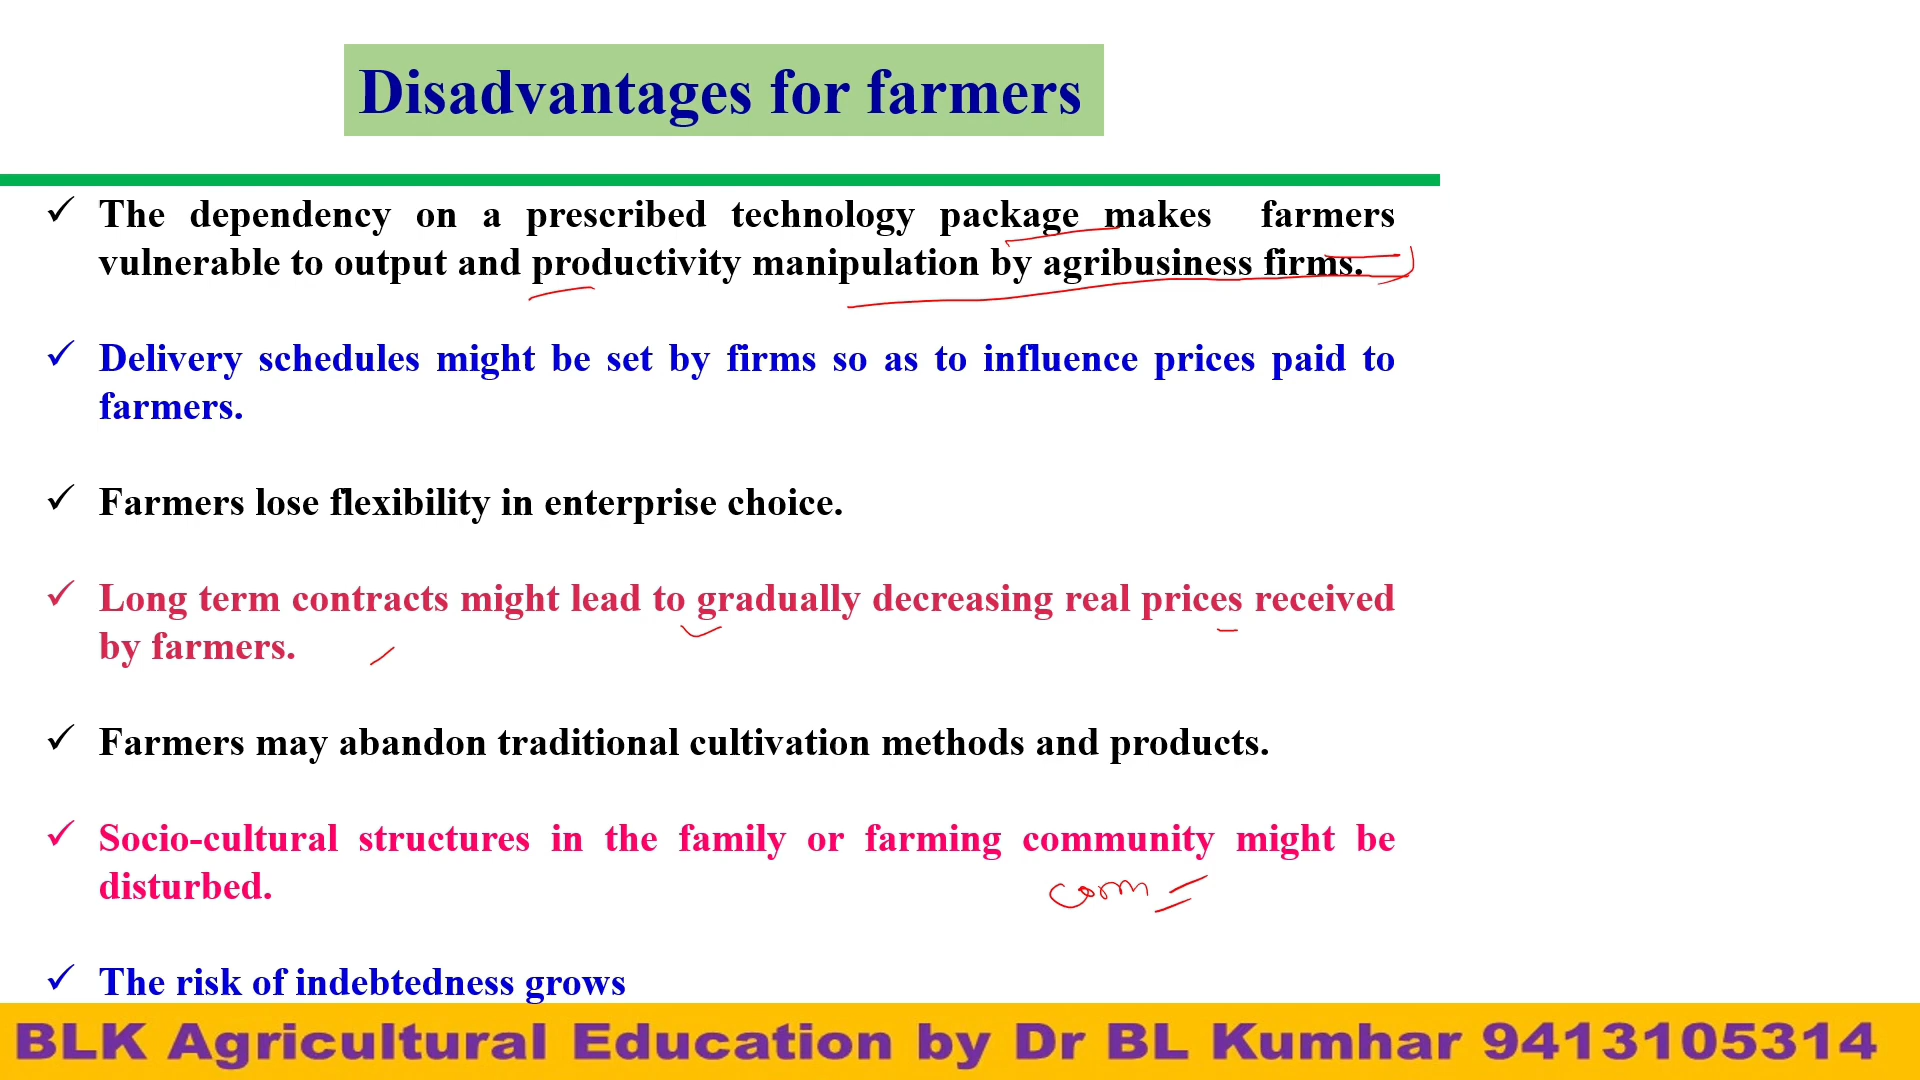 Disadvantages for farmers
✓ The dependency on a prescribed technology package makes farmers
vulnerable to output and productivity manipulation by agribusiness firms.
✓ Delivery schedules might be set by firms so as to influence prices paid to
farmers.
✓ Farmers lose flexibility in enterprise choice.
✓ Long term contracts might lead to gradually decreasing real prices received
by farmers.
✓ Farmers may abandon traditional cultivation methods and products.
✓ Socio-cultural structures in the family or farming community might be
disturbed.
com
✓ The risk of indebtedness grows
BLK Agricultural Education by Dr BL Kumhar 9413105314